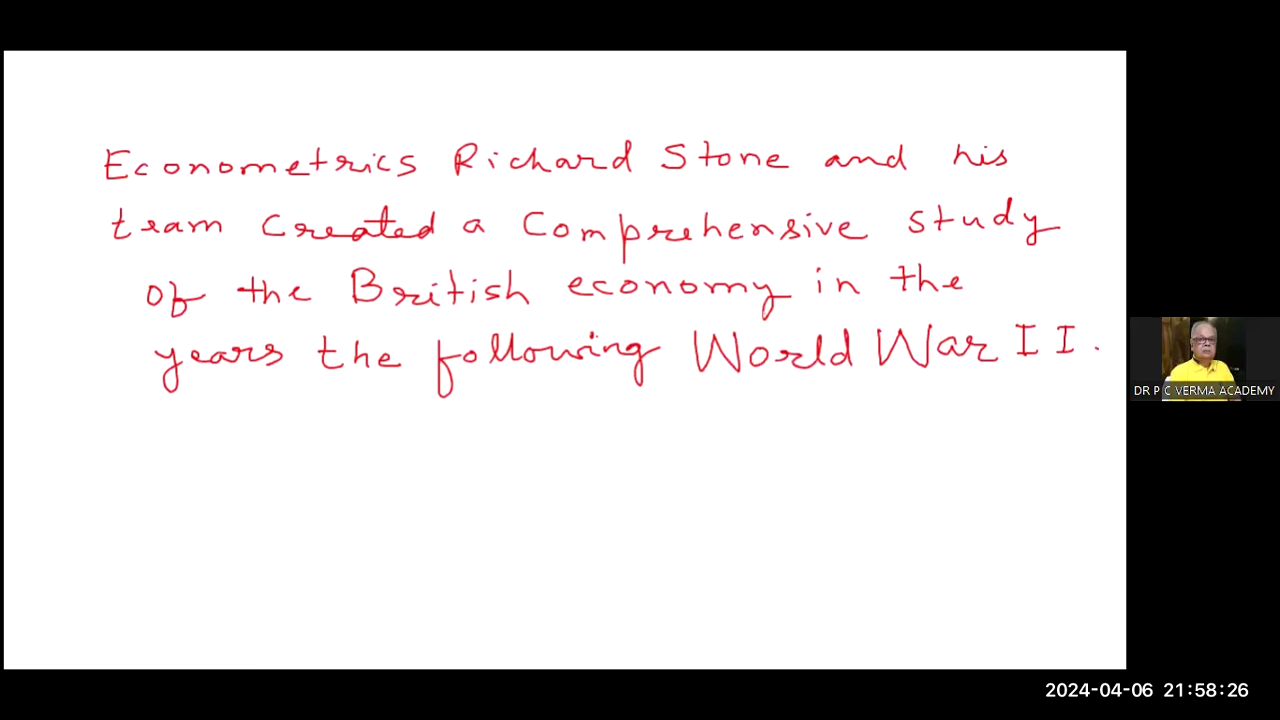 Econometrics Richard Stone and his
team created a Comprehensive study
of the British economy in the
years the following World War II.
DR P C VERMA ACADEMY
2024-04-06 21:58:26